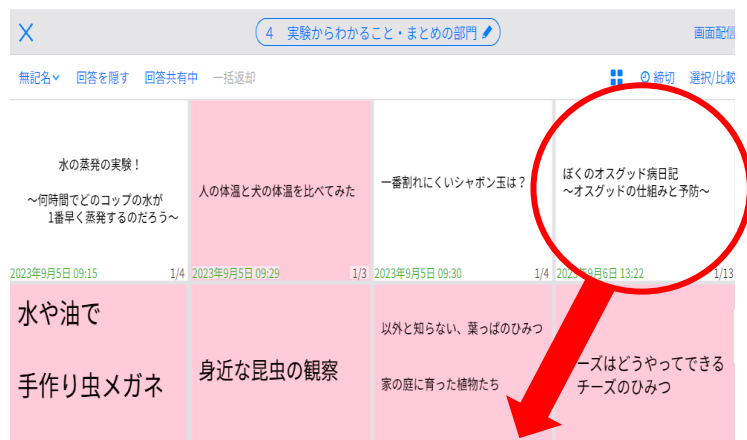 4 実験からわかること・まとめの部門
画面配信
無記名 回答を隠す 回答共有中 一括返却
締切 選択/比較
水の蒸発の実験!
~何時間でどのコップの水が
1番早く蒸発するのだろう~
2023年9月5日 09:15 1/4
人の体温と犬の体温を比べてみた
2023年9月5日 09:29 1/3
一番割れにくいシャボン玉は?
2023年9月5日 09:30 1/4
ぼくのオスグッド病日記
~オスグッドの仕組みと予防~
2023年9月6日 13:22 1/13
水や油で
手作り虫メガネ
身近な昆虫の観察
以外と知らない、葉っぱのひみつ
家の庭に育った植物たち
ーズはどうやってできる
チーズのひみつ